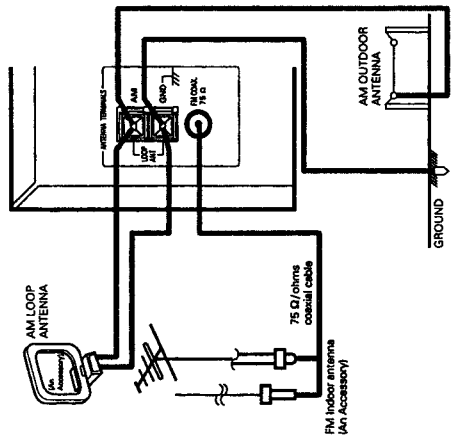 ANTENNA TERMINALS
AM
GND
LOOP
ANT
FM COAX.
75 Ω
AM OUTDOOR
ANTENNA
GROUND
AM LOOP
ANTENNA
(An
Accessory)
75 Ω/ohms
coaxial cable
FM Indoor antenna
(An Accessory)